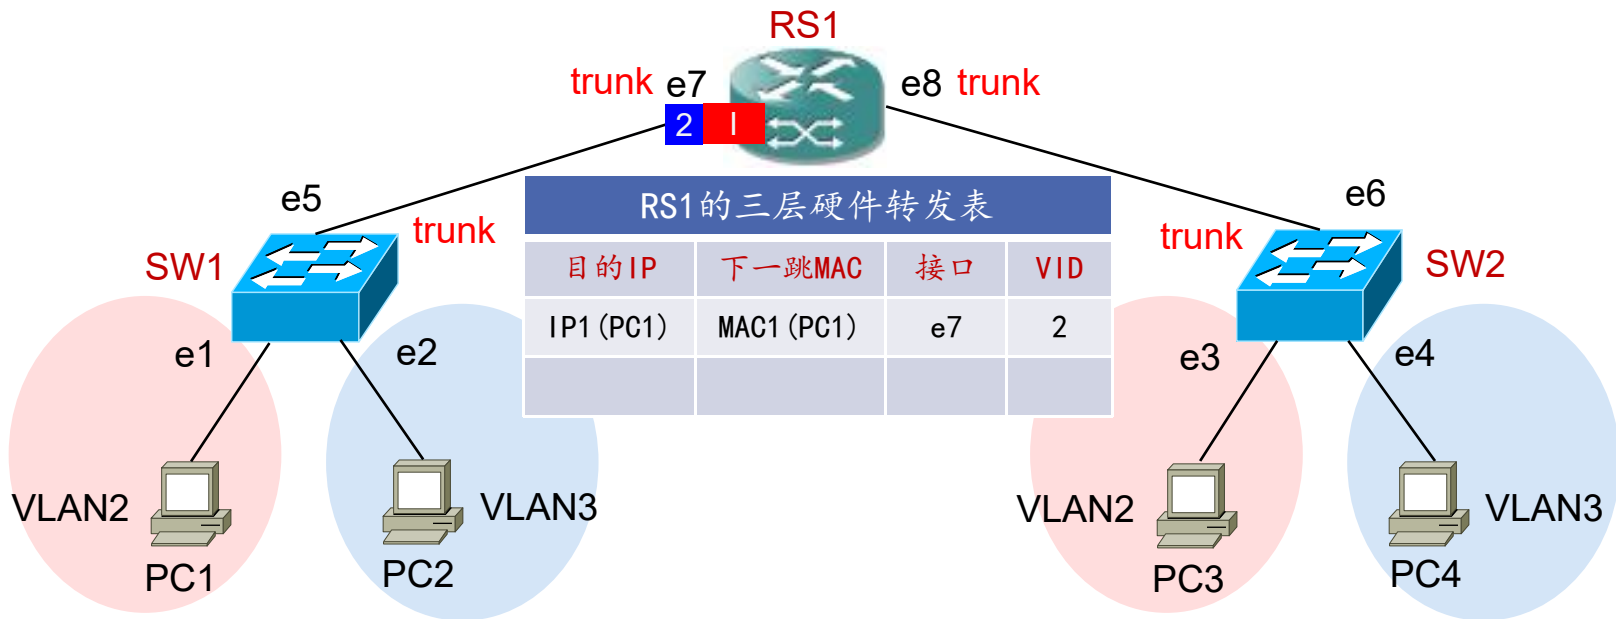 RS1
trunk e7
e8 trunk
2 I
e5
trunk
SW1
RS1的三层硬件转发表
目的IP 下一跳MAC 接口 VID
IP1(PC1) MAC1(PC1) e7 2
e6
trunk
SW2
e1
e2
e3
e4
VLAN2
VLAN3
VLAN2
VLAN3
PC1
PC2
PC3
PC4